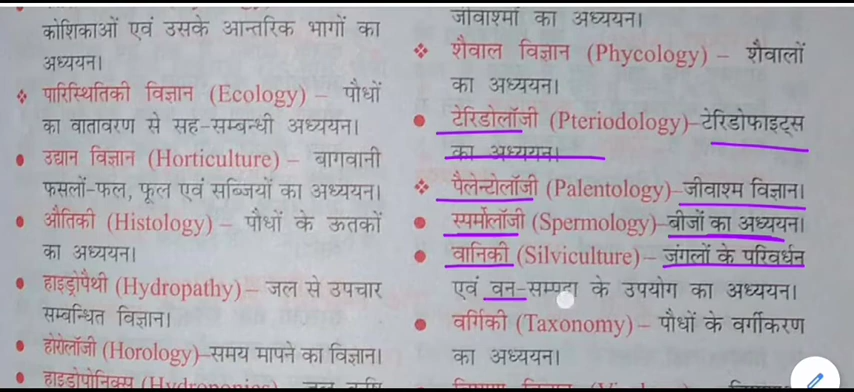 कोशिकाओं एवं उसके आन्तरिक भागों का
अध्ययन।
❖ पारिस्थितिकी विज्ञान (Ecology) – पौधों
का वातावरण से सह-सम्बन्धी अध्ययन।
● उद्यान विज्ञान (Horticulture) – बागवानी
फसलों-फल, फूल एवं सब्जियों का अध्ययन।
● औतिकी (Histology) – पौधों के ऊतकों
का अध्ययन।
● हाइड्रोपैथी (Hydropathy) – जल से उपचार
सम्बन्धित विज्ञान।
● होरोलॉजी (Horology)–समय मापने का विज्ञान।
● हाइड्रोपोनिक्स (Hydroponics)
जीवाश्मों का अध्ययन।
❖ शैवाल विज्ञान (Phycology) – शैवालों
का अध्ययन।
● टेरिडोलॉजी (Pteriodology)–टेरिडोफाइट्स
का अध्ययन।
❖ पैलेन्टोलॉजी (Palentology)–जीवाश्म विज्ञान।
● स्पर्मोलॉजी (Spermology)–बीजों का अध्ययन।
● वानिकी (Silviculture)– जंगलों के परिवर्धन
एवं वन-सम्पदा के उपयोग का अध्ययन।
● वर्गिकी (Taxonomy) – पौधों के वर्गीकरण
का अध्ययन।